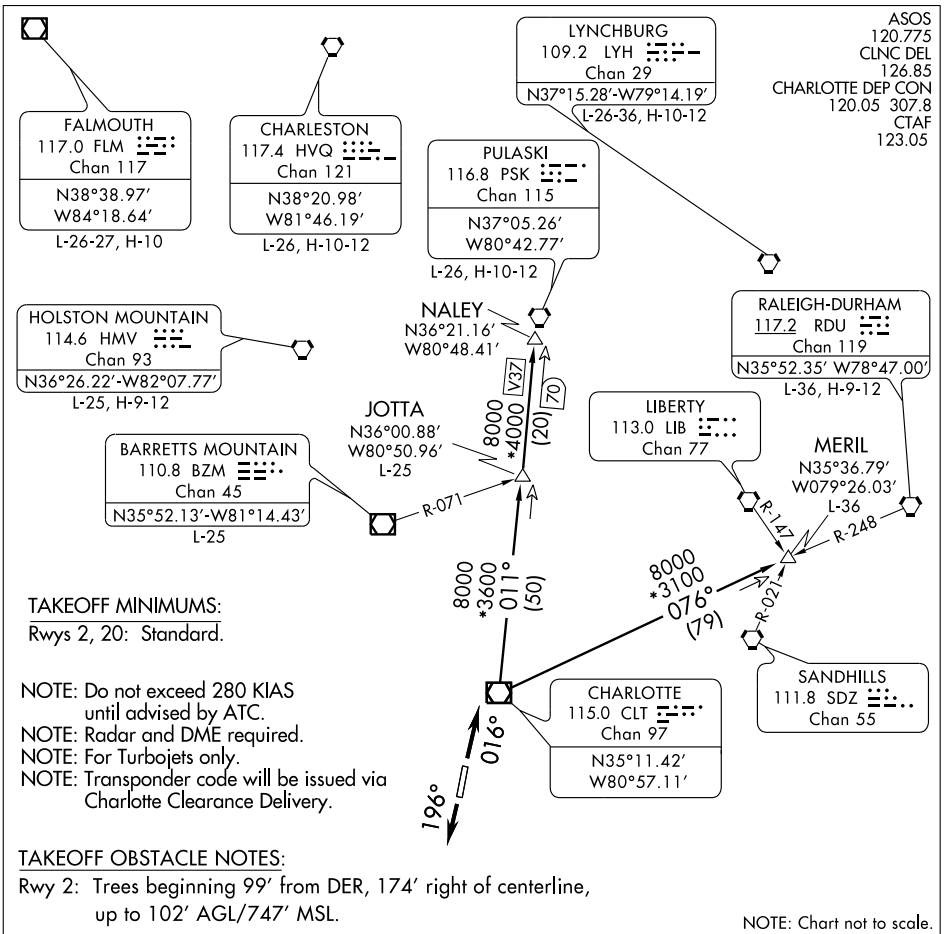 ASOS
120.775
CLNC DEL
126.85
CHARLOTTE DEP CON
120.05 307.8
CTAF
123.05
LYNCHBURG
109.2 LYH
Chan 29
N37°15.28′-W79°14.19′
L-26-36, H-10-12
FALMOUTH
117.0 FLM
Chan 117
N38°38.97′
W84°18.64′
L-26-27, H-10
CHARLESTON
117.4 HVQ
Chan 121
N38°20.98′
W81°46.19′
L-26, H-10-12
PULASKI
116.8 PSK
Chan 115
N37°05.26′
W80°42.77′
L-26, H-10-12
HOLSTON MOUNTAIN
114.6 HMV
Chan 93
N36°26.22′-W82°07.77′
L-25, H-9-12
NALEY
N36°21.16′
W80°48.41′
RALEIGH-DURHAM
117.2 RDU
Chan 119
N35°52.35′ W78°47.00′
L-36, H-9-12
JOTTA
N36°00.88′
W80°50.96′
L-25
8000
*4000 V37
(20)
70
LIBERTY
113.0 LIB
Chan 77
MERIL
N35°36.79′
W079°26.03′
L-36
BARRETTS MOUNTAIN
110.8 BZM
Chan 45
N35°52.13′-W81°14.43′
L-25
R-071
R-147
R-248
R-021
8000
*3600
011°
(50)
8000
*3100
076°
(79)
SANDHILLS
111.8 SDZ
Chan 55
CHARLOTTE
115.0 CLT
Chan 97
N35°11.42′
W80°57.11′
016°
196°
TAKEOFF MINIMUMS:
Rwys 2, 20: Standard.
NOTE: Do not exceed 280 KIAS
until advised by ATC.
NOTE: Radar and DME required.
NOTE: For Turbojets only.
NOTE: Transponder code will be issued via
Charlotte Clearance Delivery.
TAKEOFF OBSTACLE NOTES:
Rwy 2: Trees beginning 99′ from DER, 174′ right of centerline,
up to 102′ AGL/747′ MSL.
NOTE: Chart not to scale.